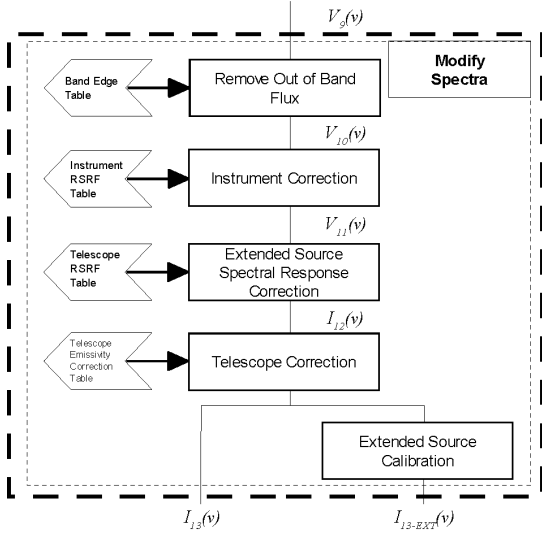 V9(v)
Modify
Spectra
Band Edge
Table
Remove Out of Band
Flux
V10(v)
Instrument
RSRF
Table
Instrument Correction
V11(v)
Telescope
RSRF
Table
Extended Source
Spectral Response
Correction
I12(v)
Telescope
Emissivity
Correction
Table
Telescope Correction
Extended Source
Calibration
I13(v)
I13-EXT(v)